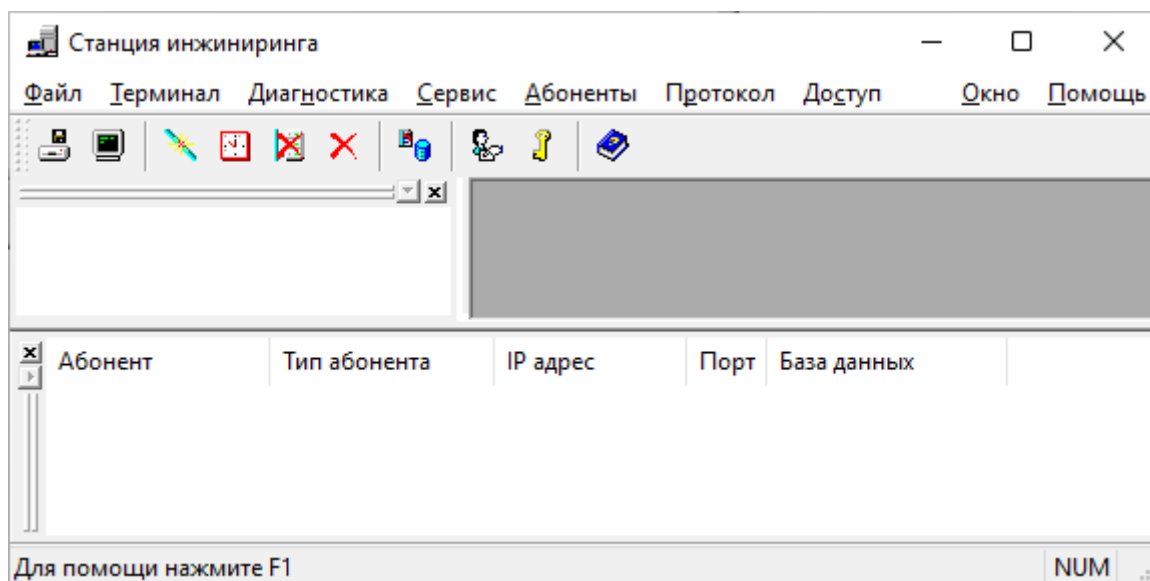 Станция инжиниринга
Файл Терминал Диагностика Сервис Абоненты Протокол Доступ Окно Помощь
Абонент Тип абонента IP адрес Порт База данных
Для помощи нажмите F1 NUM